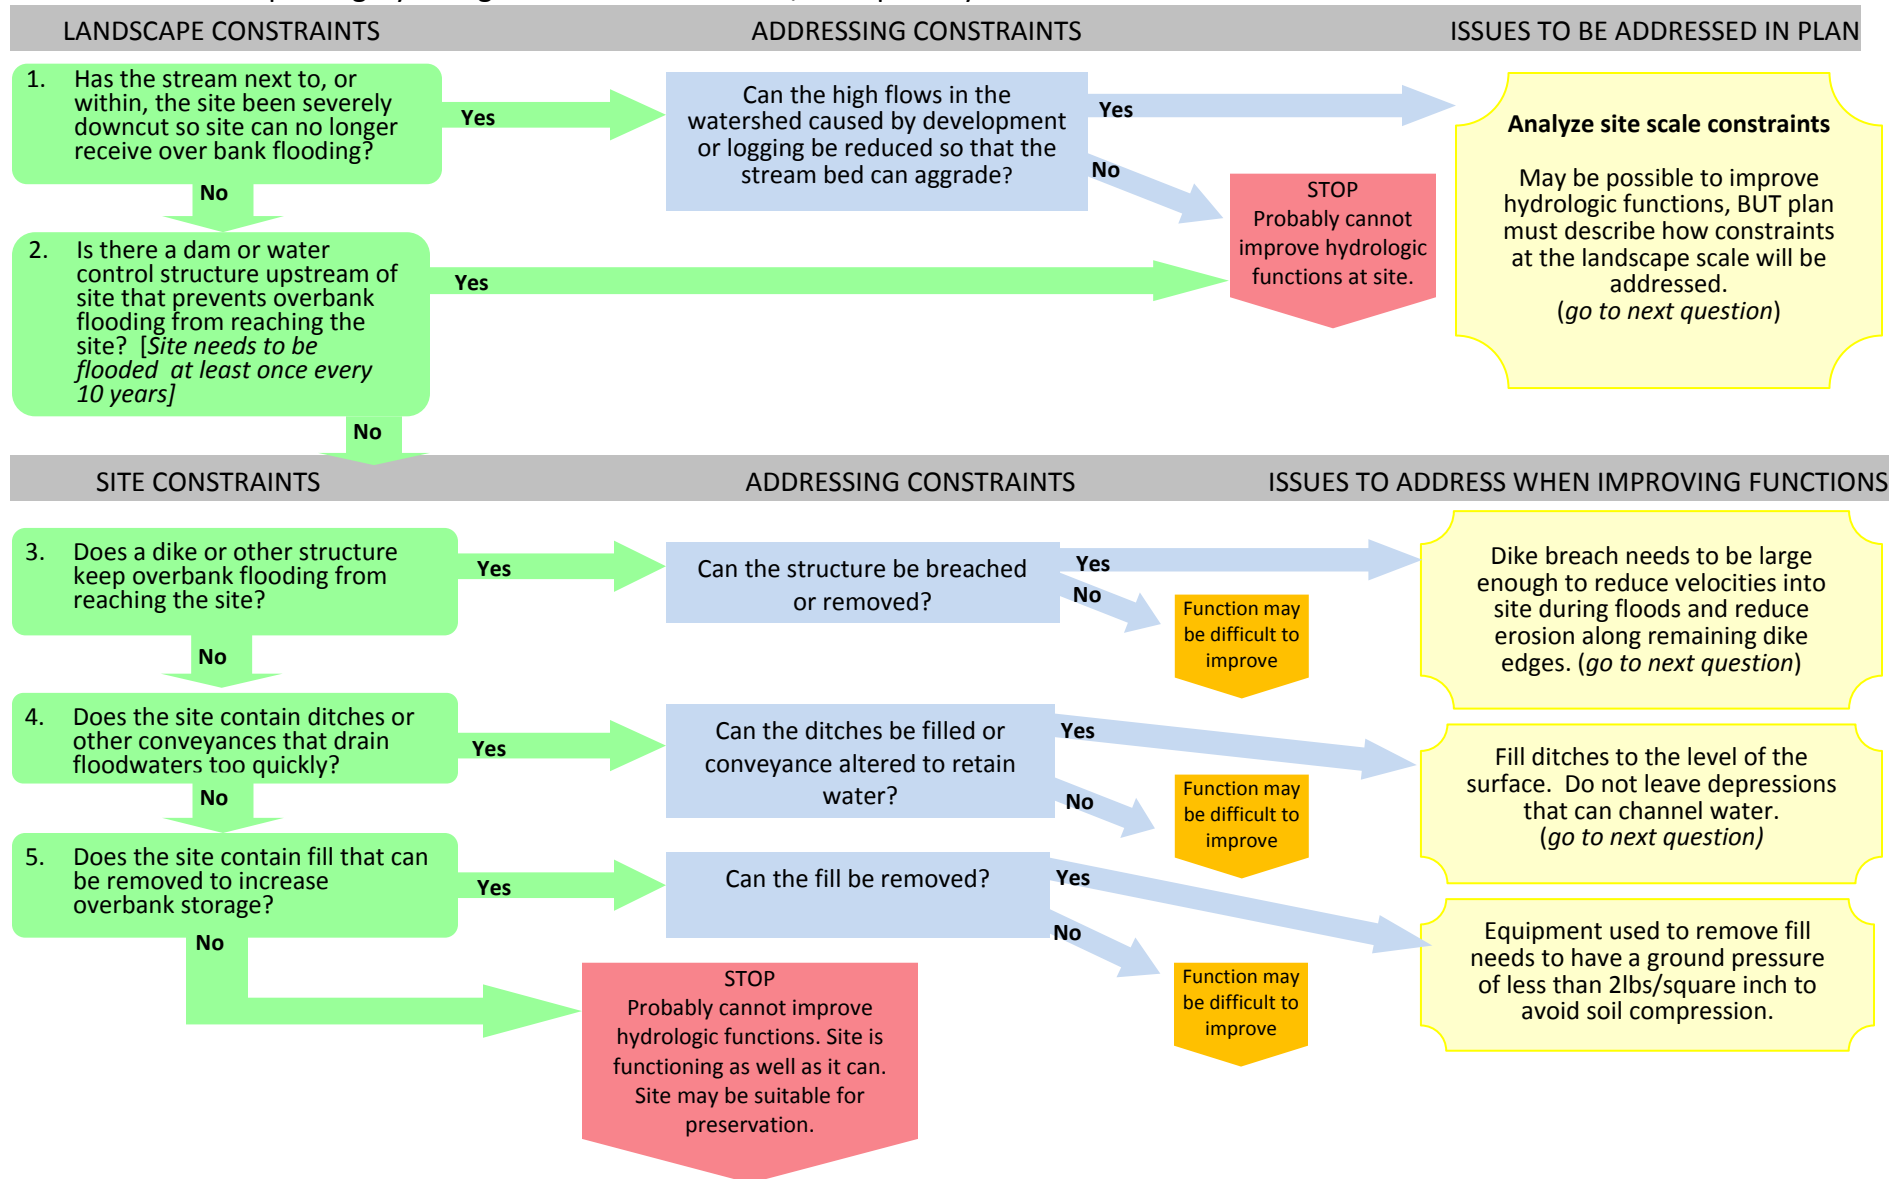 LANDSCAPE CONSTRAINTS
ADDRESSING CONSTRAINTS
ISSUES TO BE ADDRESSED IN PLAN
1. Has the stream next to, or
within, the site been severely
downcut so site can no longer
receive over bank flooding?
Yes
No
Can the high flows in the
watershed caused by development
or logging be reduced so that the
stream bed can aggrade?
Yes
No
STOP
Probably cannot
improve hydrologic
functions at site.
Analyze site scale constraints
May be possible to improve
hydrologic functions, BUT plan
must describe how constraints
at the landscape scale will be
addressed.
(go to next question)
2. Is there a dam or water
control structure upstream of
site that prevents overbank
flooding from reaching the
site? [Site needs to be
flooded at least once every
10 years]
Yes
No
SITE CONSTRAINTS
ADDRESSING CONSTRAINTS
ISSUES TO ADDRESS WHEN IMPROVING FUNCTIONS
3. Does a dike or other structure
keep overbank flooding from
reaching the site?
Yes
No
Can the structure be breached
or removed?
Yes
No
Function may
be difficult to
improve
Dike breach needs to be large
enough to reduce velocities into
site during floods and reduce
erosion along remaining dike
edges. (go to next question)
4. Does the site contain ditches or
other conveyances that drain
floodwaters too quickly?
Yes
No
Can the ditches be filled or
conveyance altered to retain
water?
Yes
No
Function may
be difficult to
improve
Fill ditches to the level of the
surface. Do not leave depressions
that can channel water.
(go to next question)
5. Does the site contain fill that can
be removed to increase
overbank storage?
Yes
No
Can the fill be removed?
Yes
No
Function may
be difficult to
improve
Equipment used to remove fill
needs to have a ground pressure
of less than 2lbs/square inch to
avoid soil compression.
STOP
Probably cannot improve
hydrologic functions. Site is
functioning as well as it can.
Site may be suitable for
preservation.